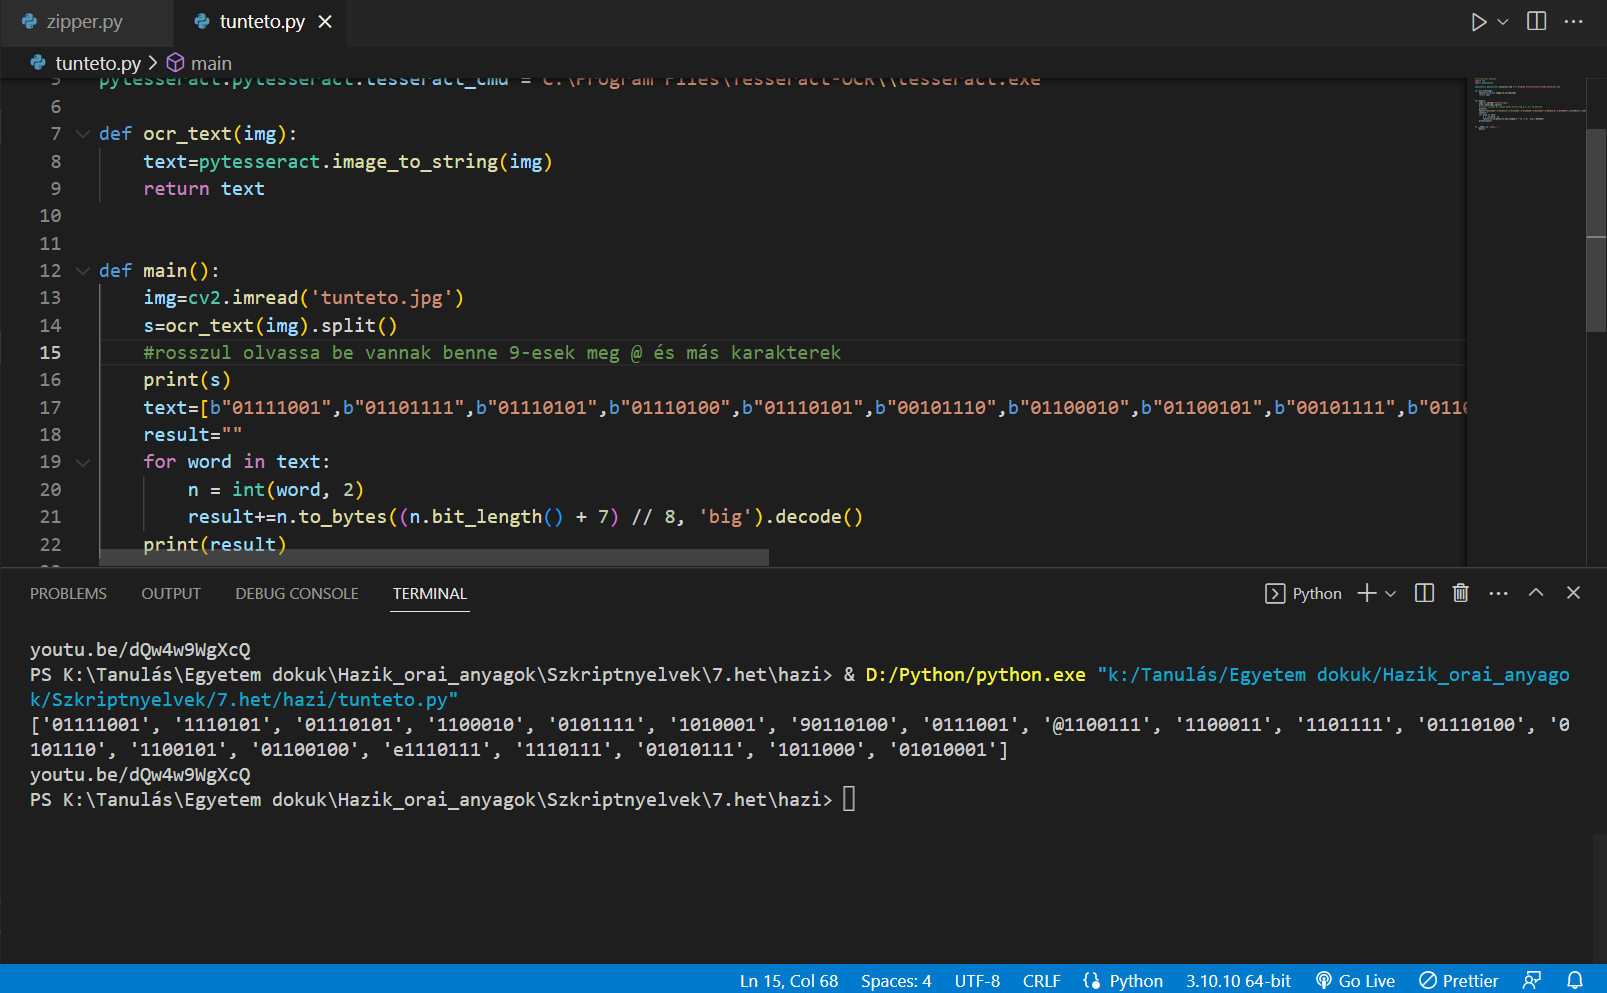 zipper.py
tunteto.py
tunteto.py > main
5 pytesseract.pytesseract.tesseract_cmd = C:\Program Files\Tesseract-OCR\\tesseract.exe
6
7 def ocr_text(img):
8 text=pytesseract.image_to_string(img)
9 return text
10
11
12 def main():
13 img=cv2.imread('tunteto.jpg')
14 s=ocr_text(img).split()
15 #rosszul olvassa be vannak benne 9-esek meg @ és más karakterek
16 print(s)
17 text=[b"01111001",b"01101111",b"01110101",b"01110100",b"01110101",b"00101110",b"01100010",b"01100101",b"00101111",b"0110
18 result=""
19 for word in text:
20 n = int(word, 2)
21 result+=n.to_bytes((n.bit_length() + 7) // 8, 'big').decode()
22 print(result)
PROBLEMS OUTPUT DEBUG CONSOLE TERMINAL Python
youtu.be/dQw4w9WgXcQ
PS K:\Tanulás\Egyetem dokuk\Hazik_orai_anyagok\Szkriptnyelvek\7.het\hazi> & D:/Python/python.exe "k:/Tanulás/Egyetem dokuk/Hazik_orai_anyago
k/Szkriptnyelvek/7.het/hazi/tunteto.py"
['01111001', '1110101', '01110101', '1100010', '0101111', '1010001', '90110100', '0111001', '@1100111', '1100011', '1101111', '01110100', '0
101110', '1100101', '01100100', 'e1110111', '1110111', '01010111', '1011000', '01010001']
youtu.be/dQw4w9WgXcQ
PS K:\Tanulás\Egyetem dokuk\Hazik_orai_anyagok\Szkriptnyelvek\7.het\hazi>
Ln 15, Col 68 Spaces: 4 UTF-8 CRLF Python 3.10.10 64-bit Go Live Prettier